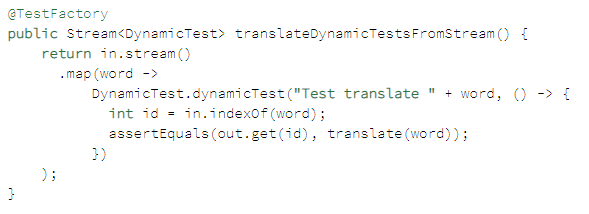 @TestFactory
public Stream<DynamicTest> translateDynamicTestsFromStream() {
    return in.stream()
      .map(word ->
          DynamicTest.dynamicTest("Test translate " + word, () -> {
            int id = in.indexOf(word);
            assertEquals(out.get(id), translate(word));
          })
    );
}